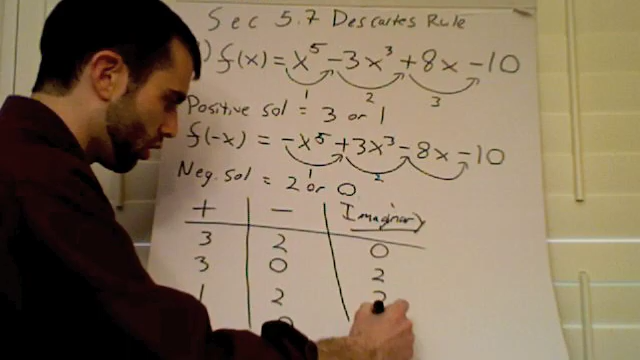 Sec 5.7 Descartes Rule
) f(x) = x⁵ - 3x³ + 8x - 10
1 2 3
Positive sol = 3 or 1
f(-x) = -x⁵ + 3x³ - 8x - 10
1 2
Neg. sol = 2 or 0
+ - Imaginary
3 2 0
3 0 2
1 2